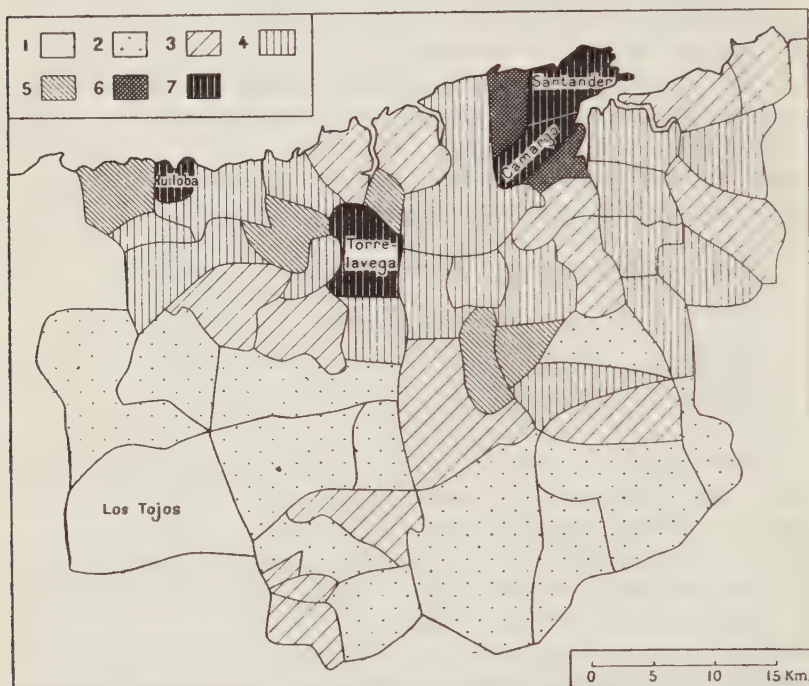 1 2 3 4
5 6 7
Santander
Camargo
Ruiloba
Torre-
lavega
Los Tojos
0 5 10 15 Km.